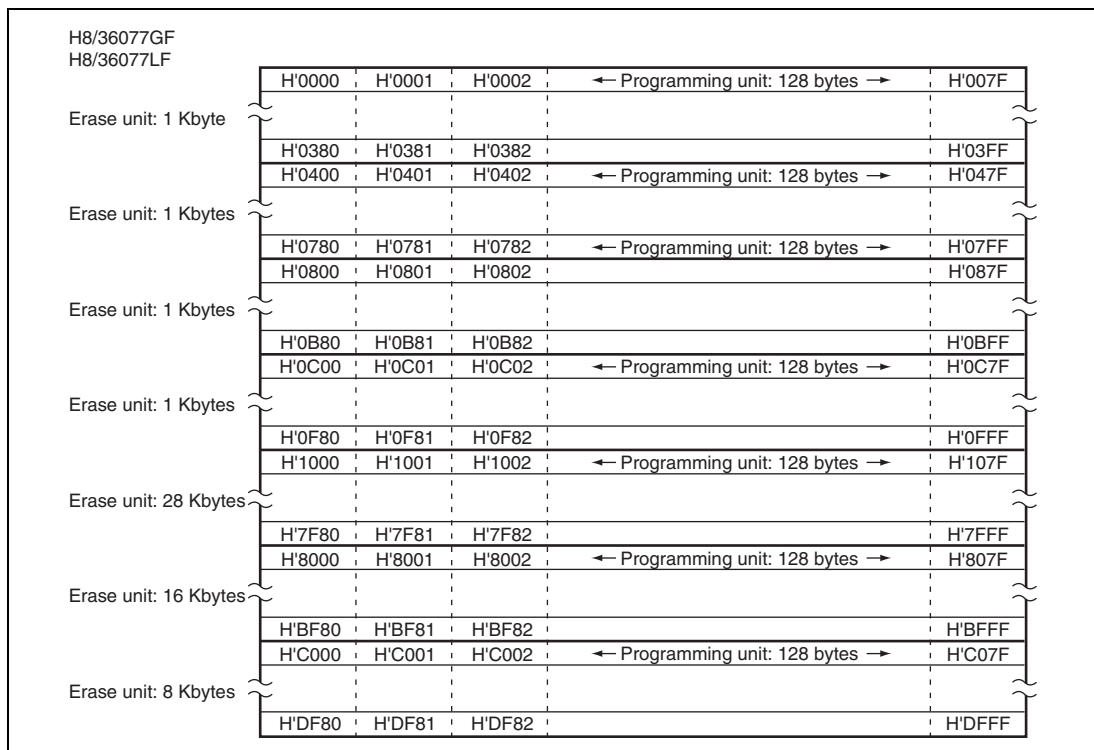 H8/36077GF
H8/36077LF
H'0000 H'0001 H'0002 ← Programming unit: 128 bytes → H'007F
Erase unit: 1 Kbyte
H'0380 H'0381 H'0382 H'03FF
H'0400 H'0401 H'0402 ← Programming unit: 128 bytes → H'047F
Erase unit: 1 Kbytes
H'0780 H'0781 H'0782 ← Programming unit: 128 bytes → H'07FF
H'0800 H'0801 H'0802 H'087F
Erase unit: 1 Kbytes
H'0B80 H'0B81 H'0B82 H'0BFF
H'0C00 H'0C01 H'0C02 ← Programming unit: 128 bytes → H'0C7F
Erase unit: 1 Kbytes
H'0F80 H'0F81 H'0F82 H'0FFF
H'1000 H'1001 H'1002 ← Programming unit: 128 bytes → H'107F
Erase unit: 28 Kbytes
H'7F80 H'7F81 H'7F82 H'7FFF
H'8000 H'8001 H'8002 ← Programming unit: 128 bytes → H'807F
Erase unit: 16 Kbytes
H'BF80 H'BF81 H'BF82 H'BFFF
H'C000 H'C001 H'C002 ← Programming unit: 128 bytes → H'C07F
Erase unit: 8 Kbytes
H'DF80 H'DF81 H'DF82 H'DFFF